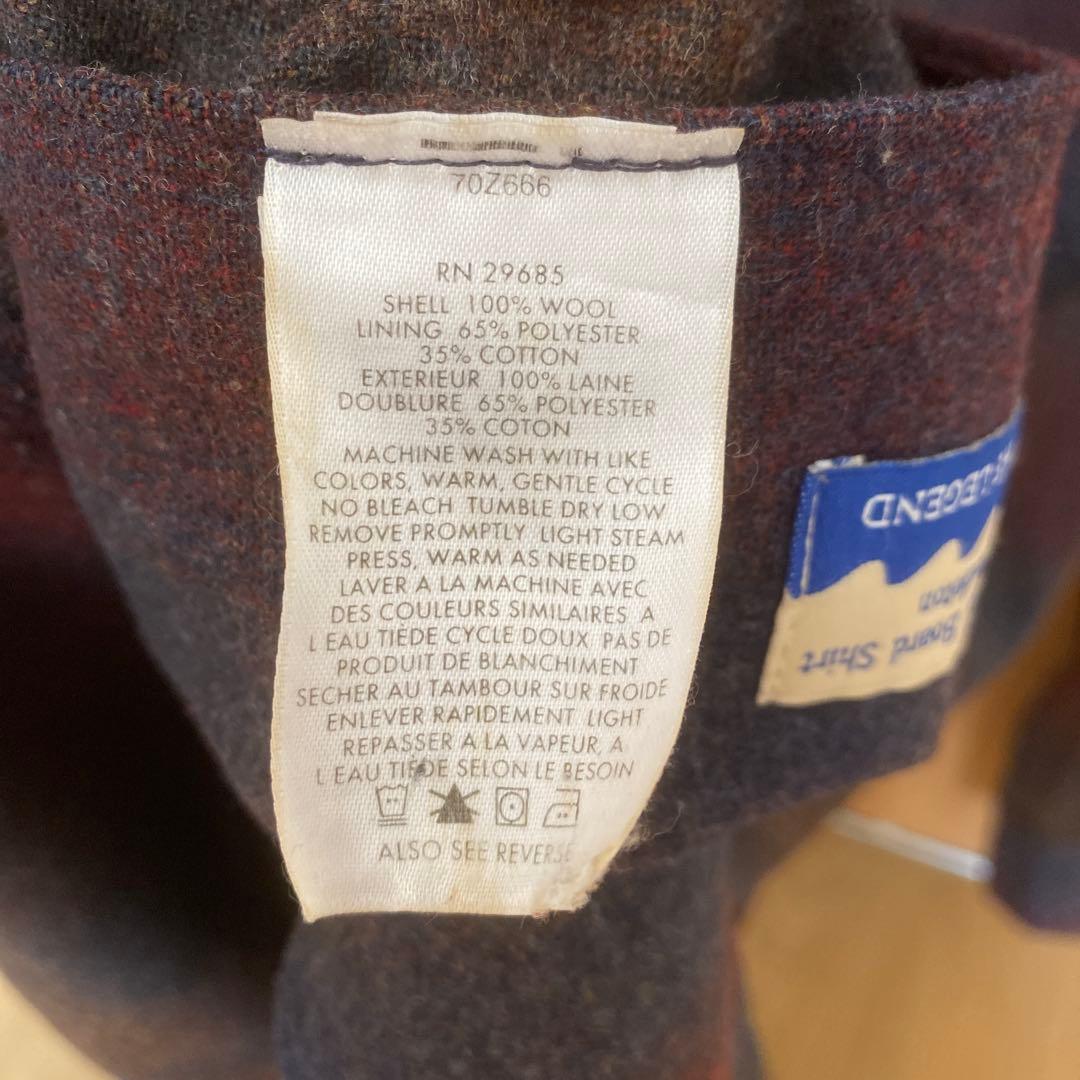 70Z666
RN 29685
SHELL 100% WOOL
LINING 65% POLYESTER
35% COTTON
EXTERIEUR 100% LAINE
DOUBLURE 65% POLYESTER
35% COTON
MACHINE WASH WITH LIKE
COLORS, WARM, GENTLE CYCLE
NO BLEACH TUMBLE DRY LOW
REMOVE PROMPTLY LIGHT STEAM
PRESS, WARM AS NEEDED
LAVER A LA MACHINE AVEC
DES COULEURS SIMILAIRES A
L EAU TIEDE CYCLE DOUX PAS DE
PRODUIT DE BLANCHIMENT
SECHER AU TAMBOUR SUR FROIDE
ENLEVER RAPIDEMENT LIGHT
REPASSER A LA VAPEUR, A
L EAU TIEDE SELON LE BESOIN
ALSO SEE REVERSE
LEGEND
Board Shirt